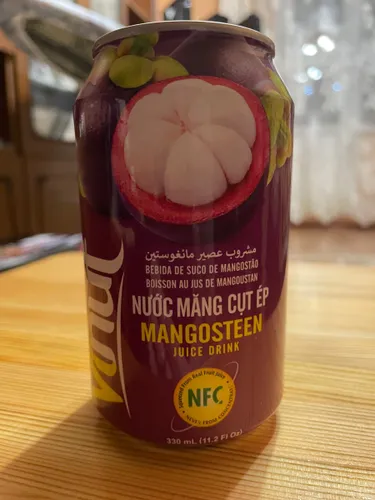 Vinut
مشروب عصير مانغوستين
BEBIDA DE SUCO DE MANGOSTÃO
BOISSON AU JUS DE MANGOUSTAN
NƯỚC MĂNG CỤT ÉP
MANGOSTEEN
JUICE DRINK
NFC
330 mL (11.2 Fl Oz)